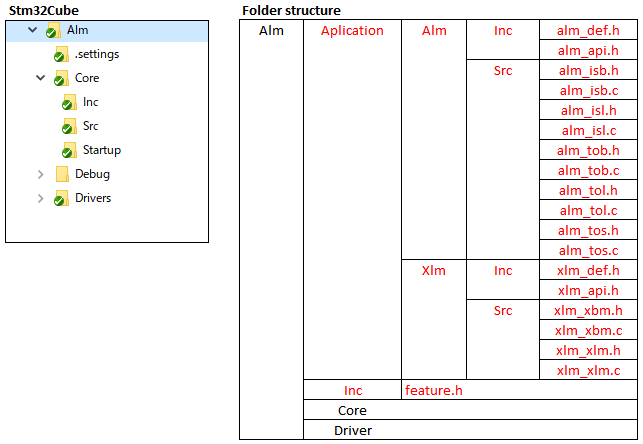 Stm32Cube
Alm
.settings
Core
Inc
Src
Startup
Debug
Drivers
Folder structure
Alm Aplication Alm Inc alm_def.h
alm_api.h
Src alm_isb.h
alm_isb.c
alm_isl.h
alm_isl.c
alm_tob.h
alm_tob.c
alm_tol.h
alm_tol.c
alm_tos.h
alm_tos.c
Xlm Inc xlm_def.h
xlm_api.h
Src xlm_xbm.h
xlm_xbm.c
xlm_xlm.h
xlm_xlm.c
Inc feature.h
Core
Driver